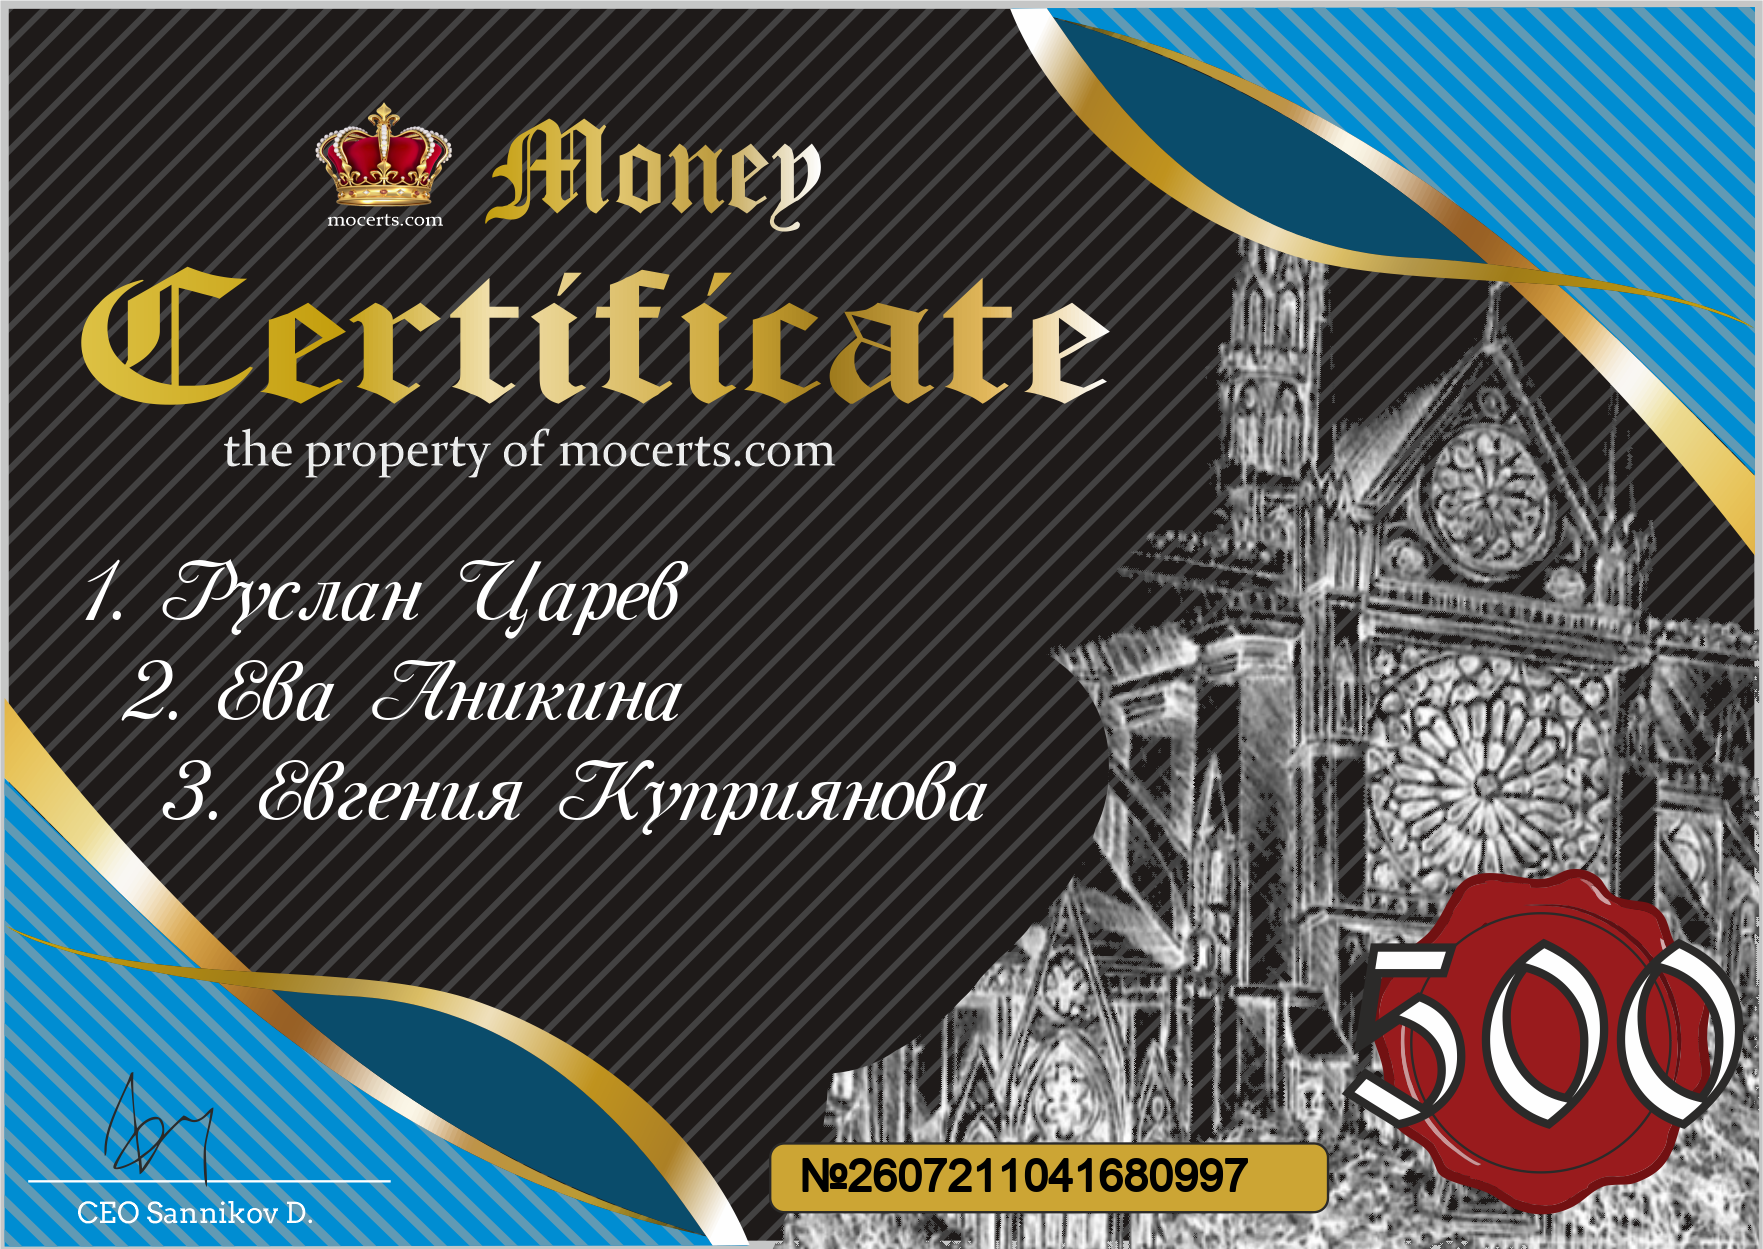 mocerts.com
Money
Certificate
the property of mocerts.com
1. Руслан Царев
2. Ева Аникина
3. Евгения Куприянова
500
№2607211041680997
CEO Sannikov D.